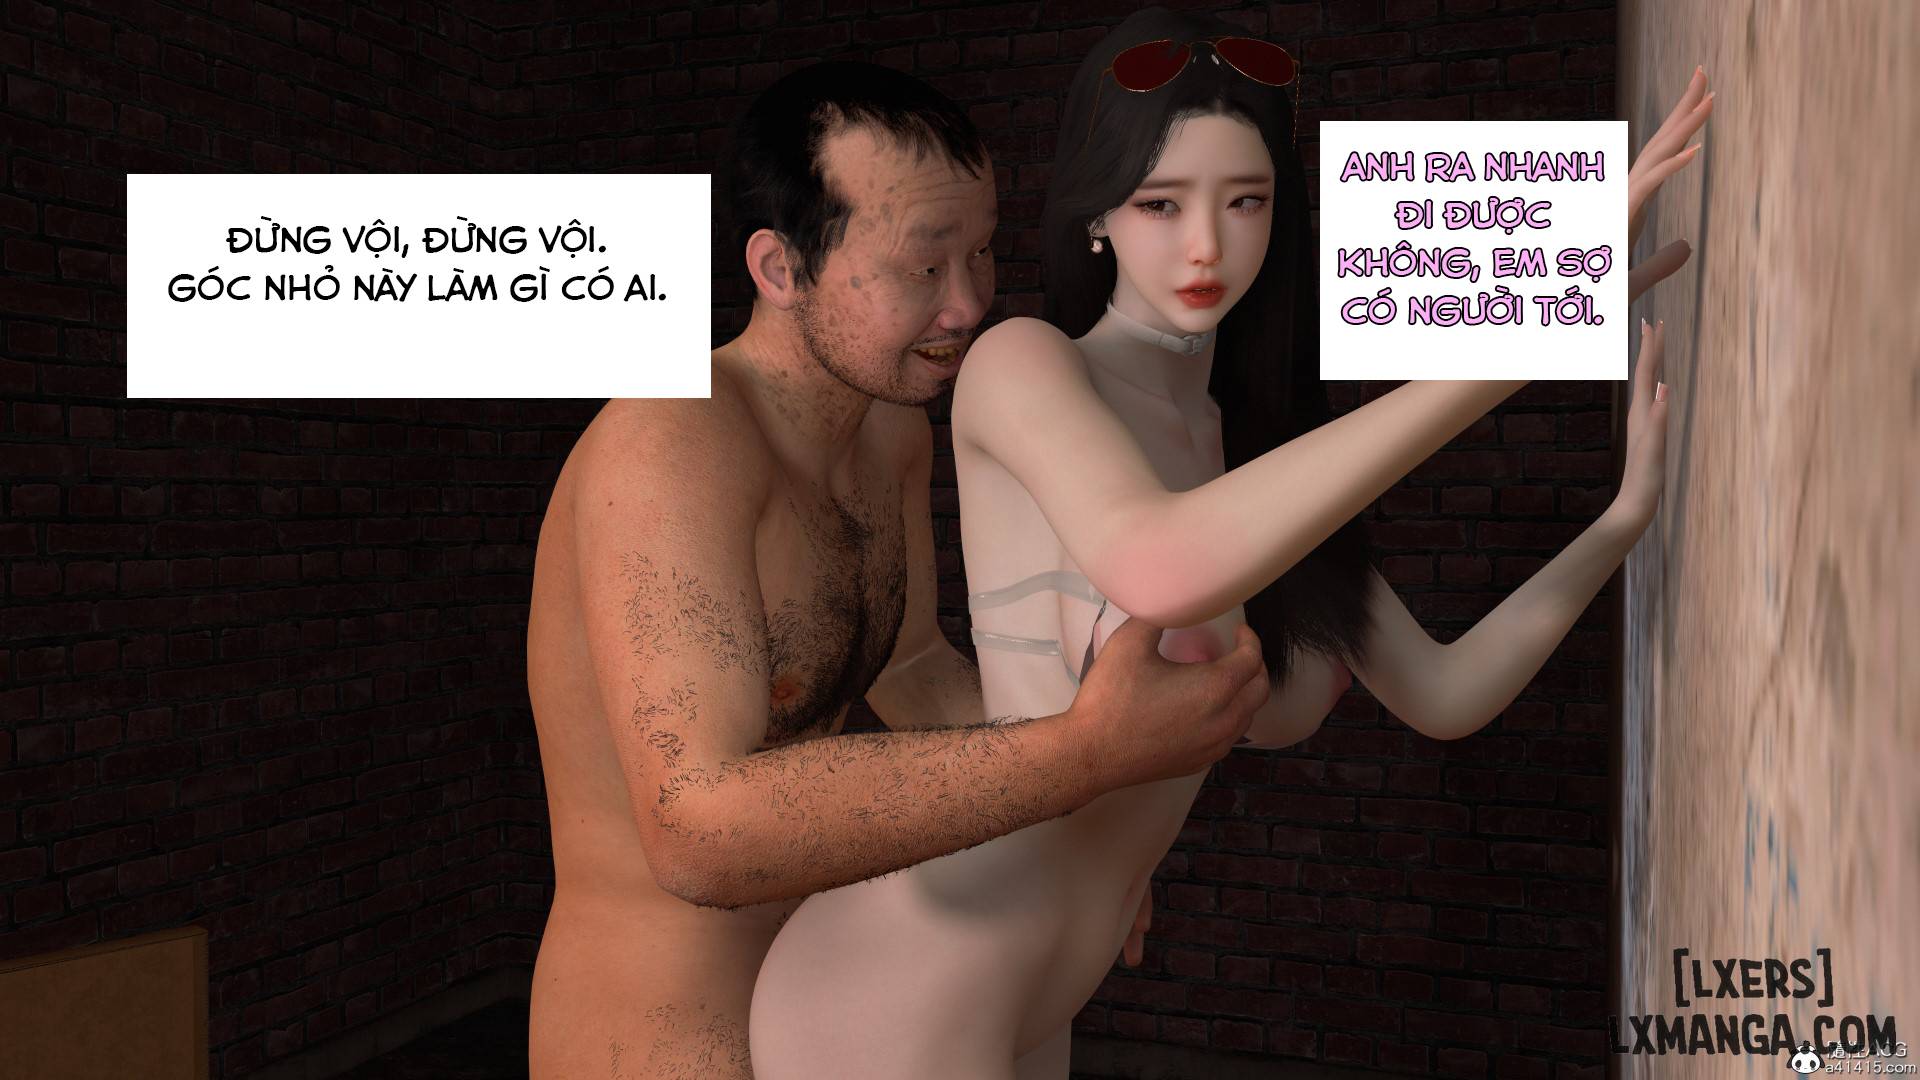 ĐỪNG VỘI, ĐỪNG VỘI.
GÓC NHỎ NÀY LÀM GÌ CÓ AI.
ANH RA NHANH
ĐI ĐƯỢC
KHÔNG, EM SỢ
CÓ NGƯỜI TỚI.
[LXERS]
LXMANGA.COM
ACG
a41415.com